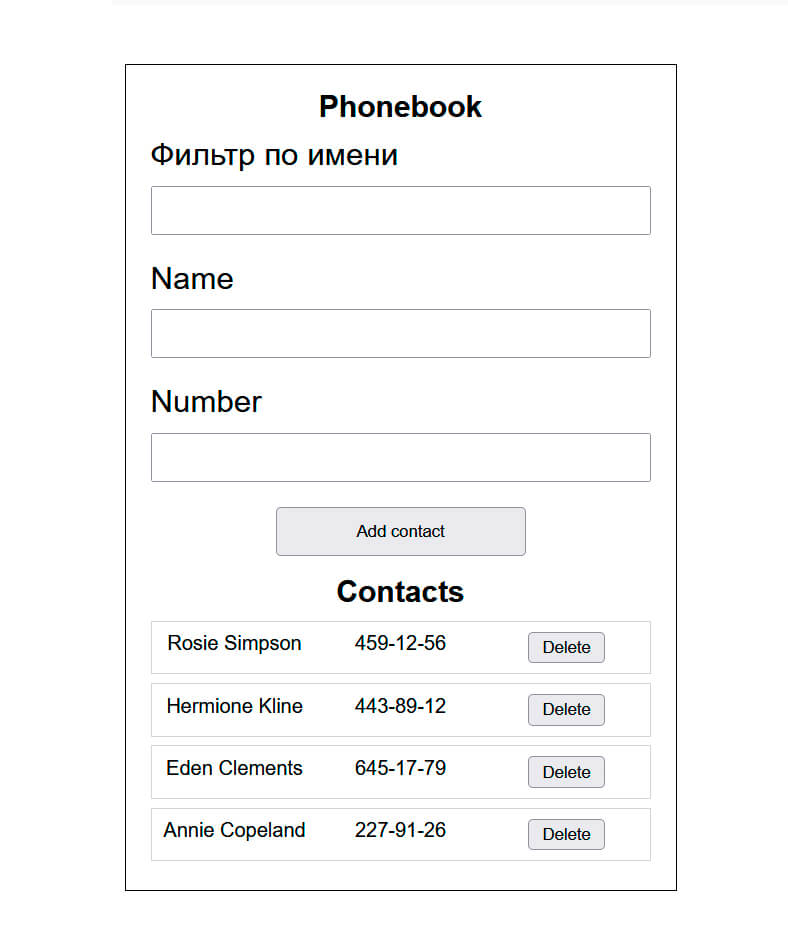 Phonebook
Фильтр по имени
Name
Number
Add contact
Contacts
Rosie Simpson 459-12-56 Delete
Hermione Kline 443-89-12 Delete
Eden Clements 645-17-79 Delete
Annie Copeland 227-91-26 Delete